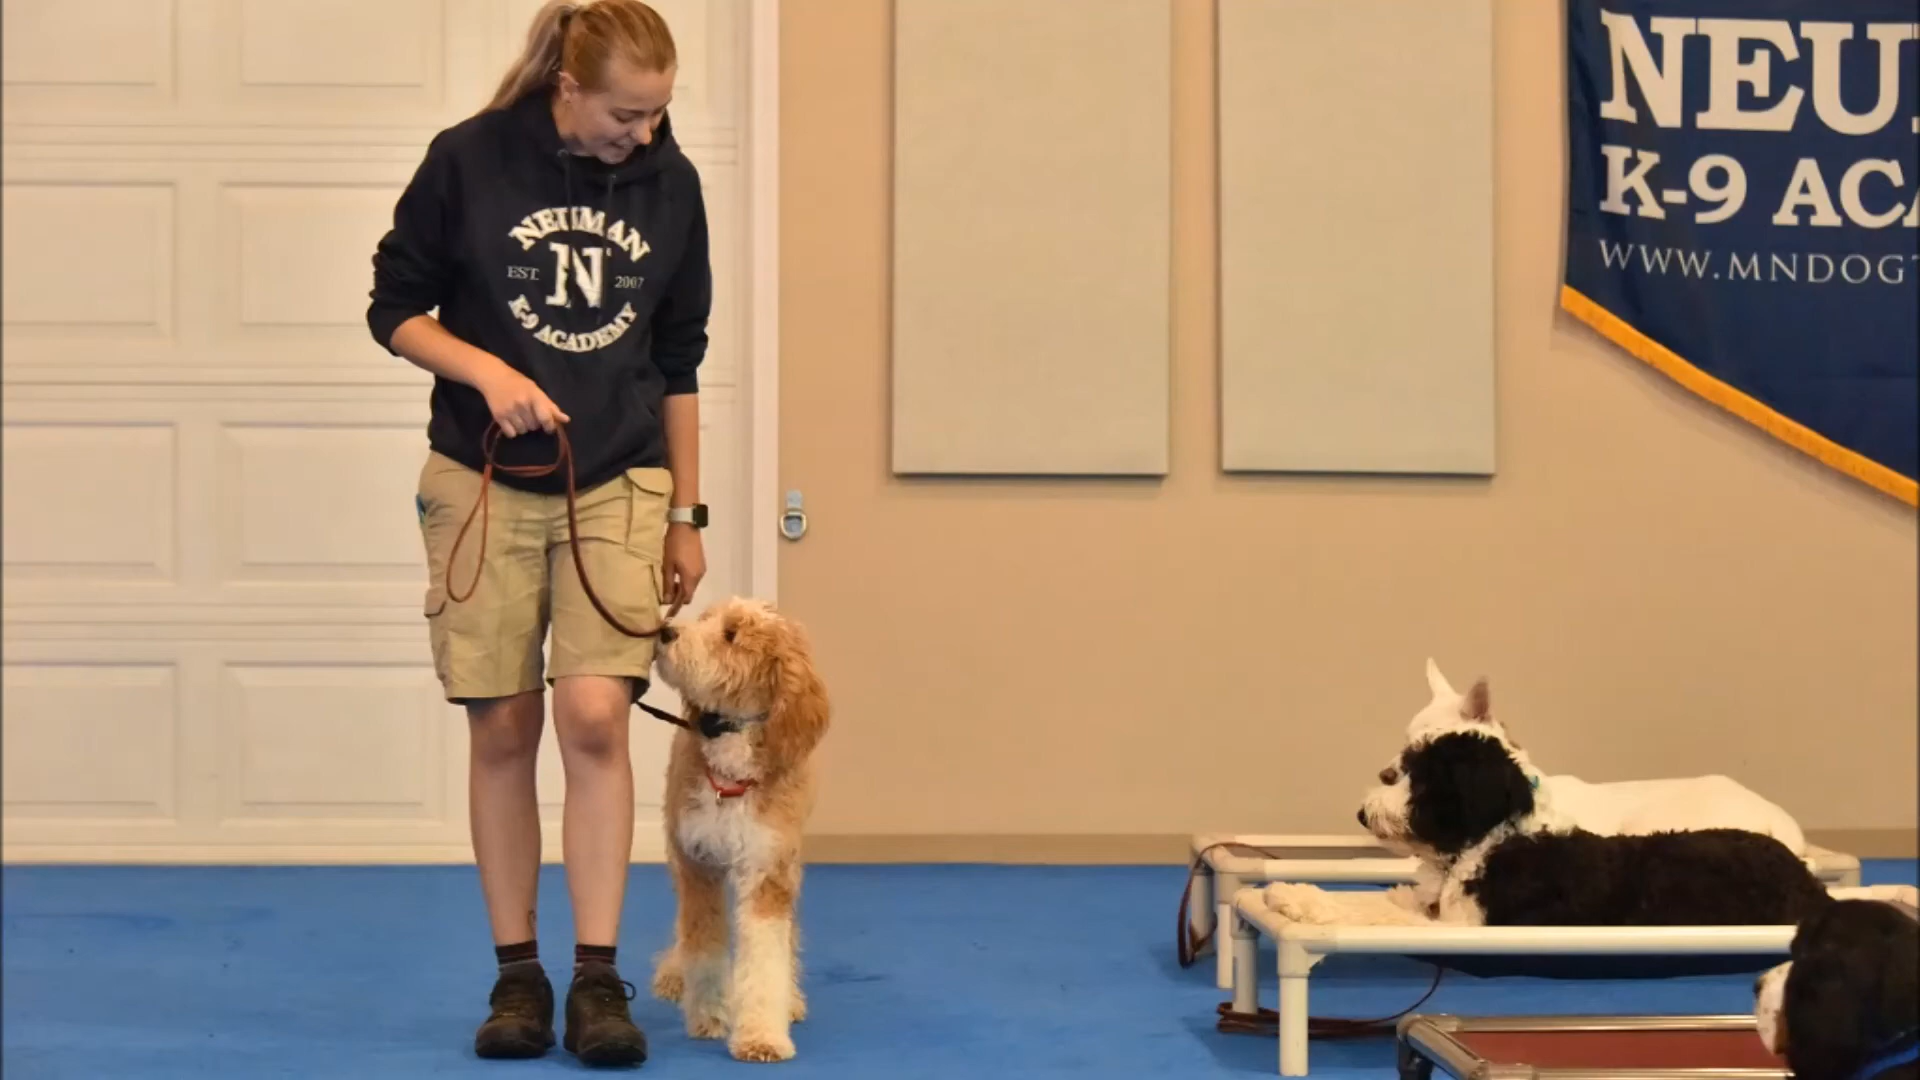 NEUMAN
EST. N 2007
K-9 ACADEMY
NEU
K-9 AC
WWW.MNDOG